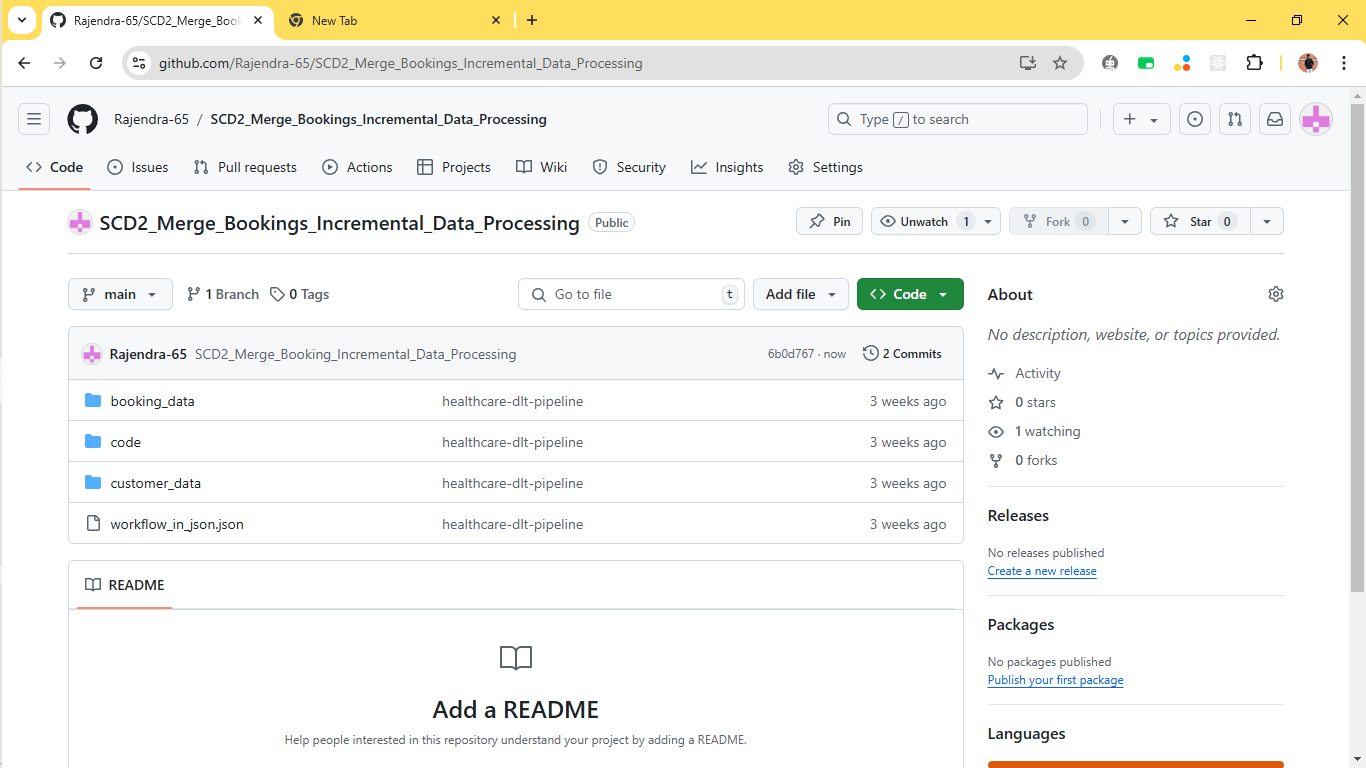 Rajendra-65/SCD2_Merge_Book
New Tab
github.com/Rajendra-65/SCD2_Merge_Bookings_Incremental_Data_Processing
Rajendra-65 / SCD2_Merge_Bookings_Incremental_Data_Processing
Type / to search
Code
Issues
Pull requests
Actions
Projects
Wiki
Security
Insights
Settings
SCD2_Merge_Bookings_Incremental_Data_Processing Public
Pin
Unwatch 1
Fork 0
Star 0
main
1 Branch
0 Tags
Go to file t
Add file
Code
Rajendra-65 SCD2_Merge_Booking_Incremental_Data_Processing 6b0d767 · now 2 Commits
booking_data healthcare-dlt-pipeline 3 weeks ago
code healthcare-dlt-pipeline 3 weeks ago
customer_data healthcare-dlt-pipeline 3 weeks ago
workflow_in_json.json healthcare-dlt-pipeline 3 weeks ago
README
Add a README
Help people interested in this repository understand your project by adding a README.
About
No description, website, or topics provided.
Activity
0 stars
1 watching
0 forks
Releases
No releases published
Create a new release
Packages
No packages published
Publish your first package
Languages